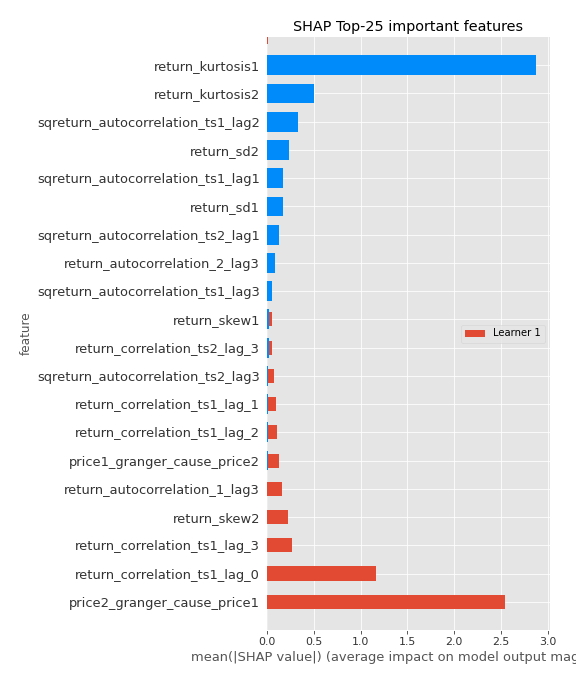 SHAP Top-25 important features
return_kurtosis1
return_kurtosis2
sqreturn_autocorrelation_ts1_lag2
return_sd2
sqreturn_autocorrelation_ts1_lag1
return_sd1
sqreturn_autocorrelation_ts2_lag1
return_autocorrelation_2_lag3
sqreturn_autocorrelation_ts1_lag3
return_skew1
return_correlation_ts2_lag_3
sqreturn_autocorrelation_ts2_lag3
return_correlation_ts1_lag_1
return_correlation_ts1_lag_2
price1_granger_cause_price2
return_autocorrelation_1_lag3
return_skew2
return_correlation_ts1_lag_3
return_correlation_ts1_lag_0
price2_granger_cause_price1
feature
Learner 1
0.0 0.5 1.0 1.5 2.0 2.5 3.0
mean(|SHAP value|) (average impact on model output mag